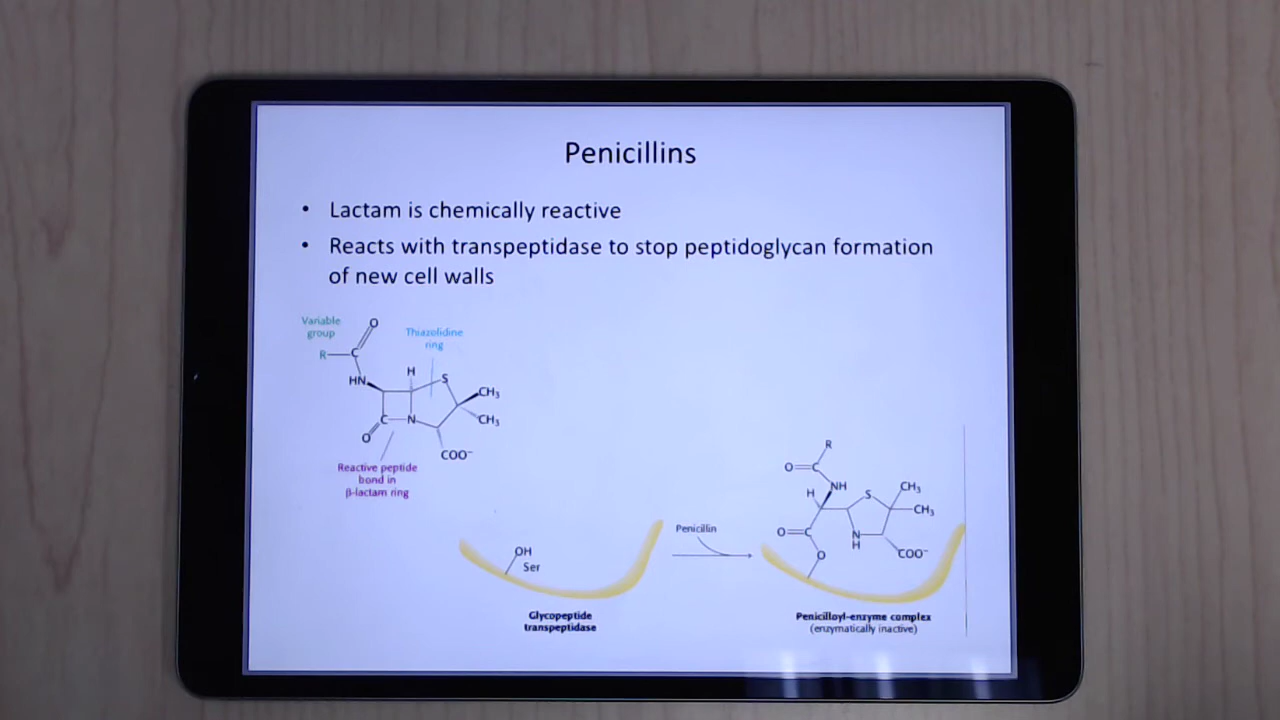 Penicillins
• Lactam is chemically reactive
• Reacts with transpeptidase to stop peptidoglycan formation
of new cell walls
Variable
group
O
Thiazolidine
ring
R
C
HN
H
S
CH₃
C
N
CH₃
O
COO⁻
Reactive peptide
bond in
β-lactam ring
OH
Ser
Glycopeptide
transpeptidase
Penicillin
R
O
C
NH
H
S
CH₃
CH₃
O
C
N
H
COO⁻
O
Penicilloyl-enzyme complex
(enzymatically inactive)